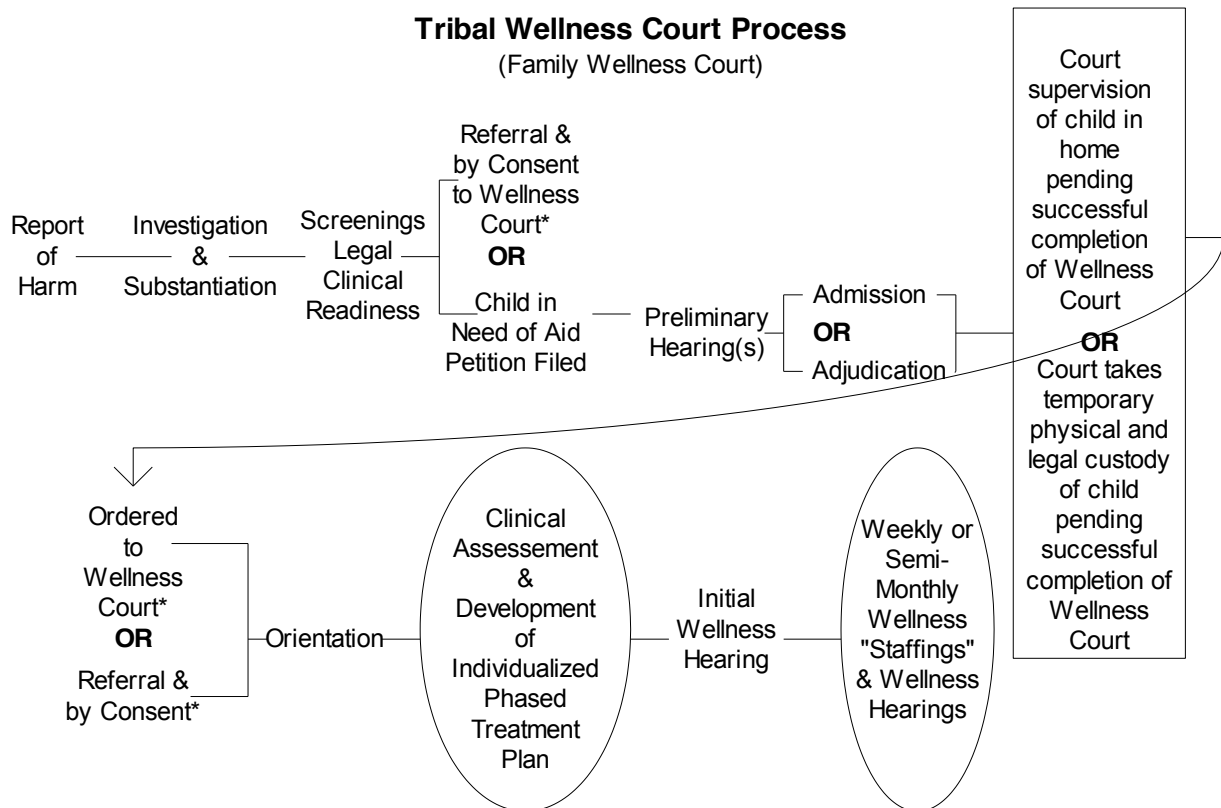 Tribal Wellness Court Process
(Family Wellness Court)
Report
of
Harm
Investigation
&
Substantiation
Screenings
Legal
Clinical
Readiness
Referral &
by Consent
to Wellness
Court*
OR
Child in
Need of Aid
Petition Filed
Preliminary
Hearing(s)
Admission
OR
Adjudication
Court
supervision
of child in
home
pending
successful
completion
of Wellness
Court
OR
Court takes
temporary
physical and
legal custody
of child
pending
successful
completion of
Wellness
Court
Ordered
to
Wellness
Court*
OR
Referral &
by Consent*
Orientation
Clinical
Assessement
&
Development
of
Individualized
Phased
Treatment
Plan
Initial
Wellness
Hearing
Weekly or
Semi-
Monthly
Wellness
"Staffings"
& Wellness
Hearings